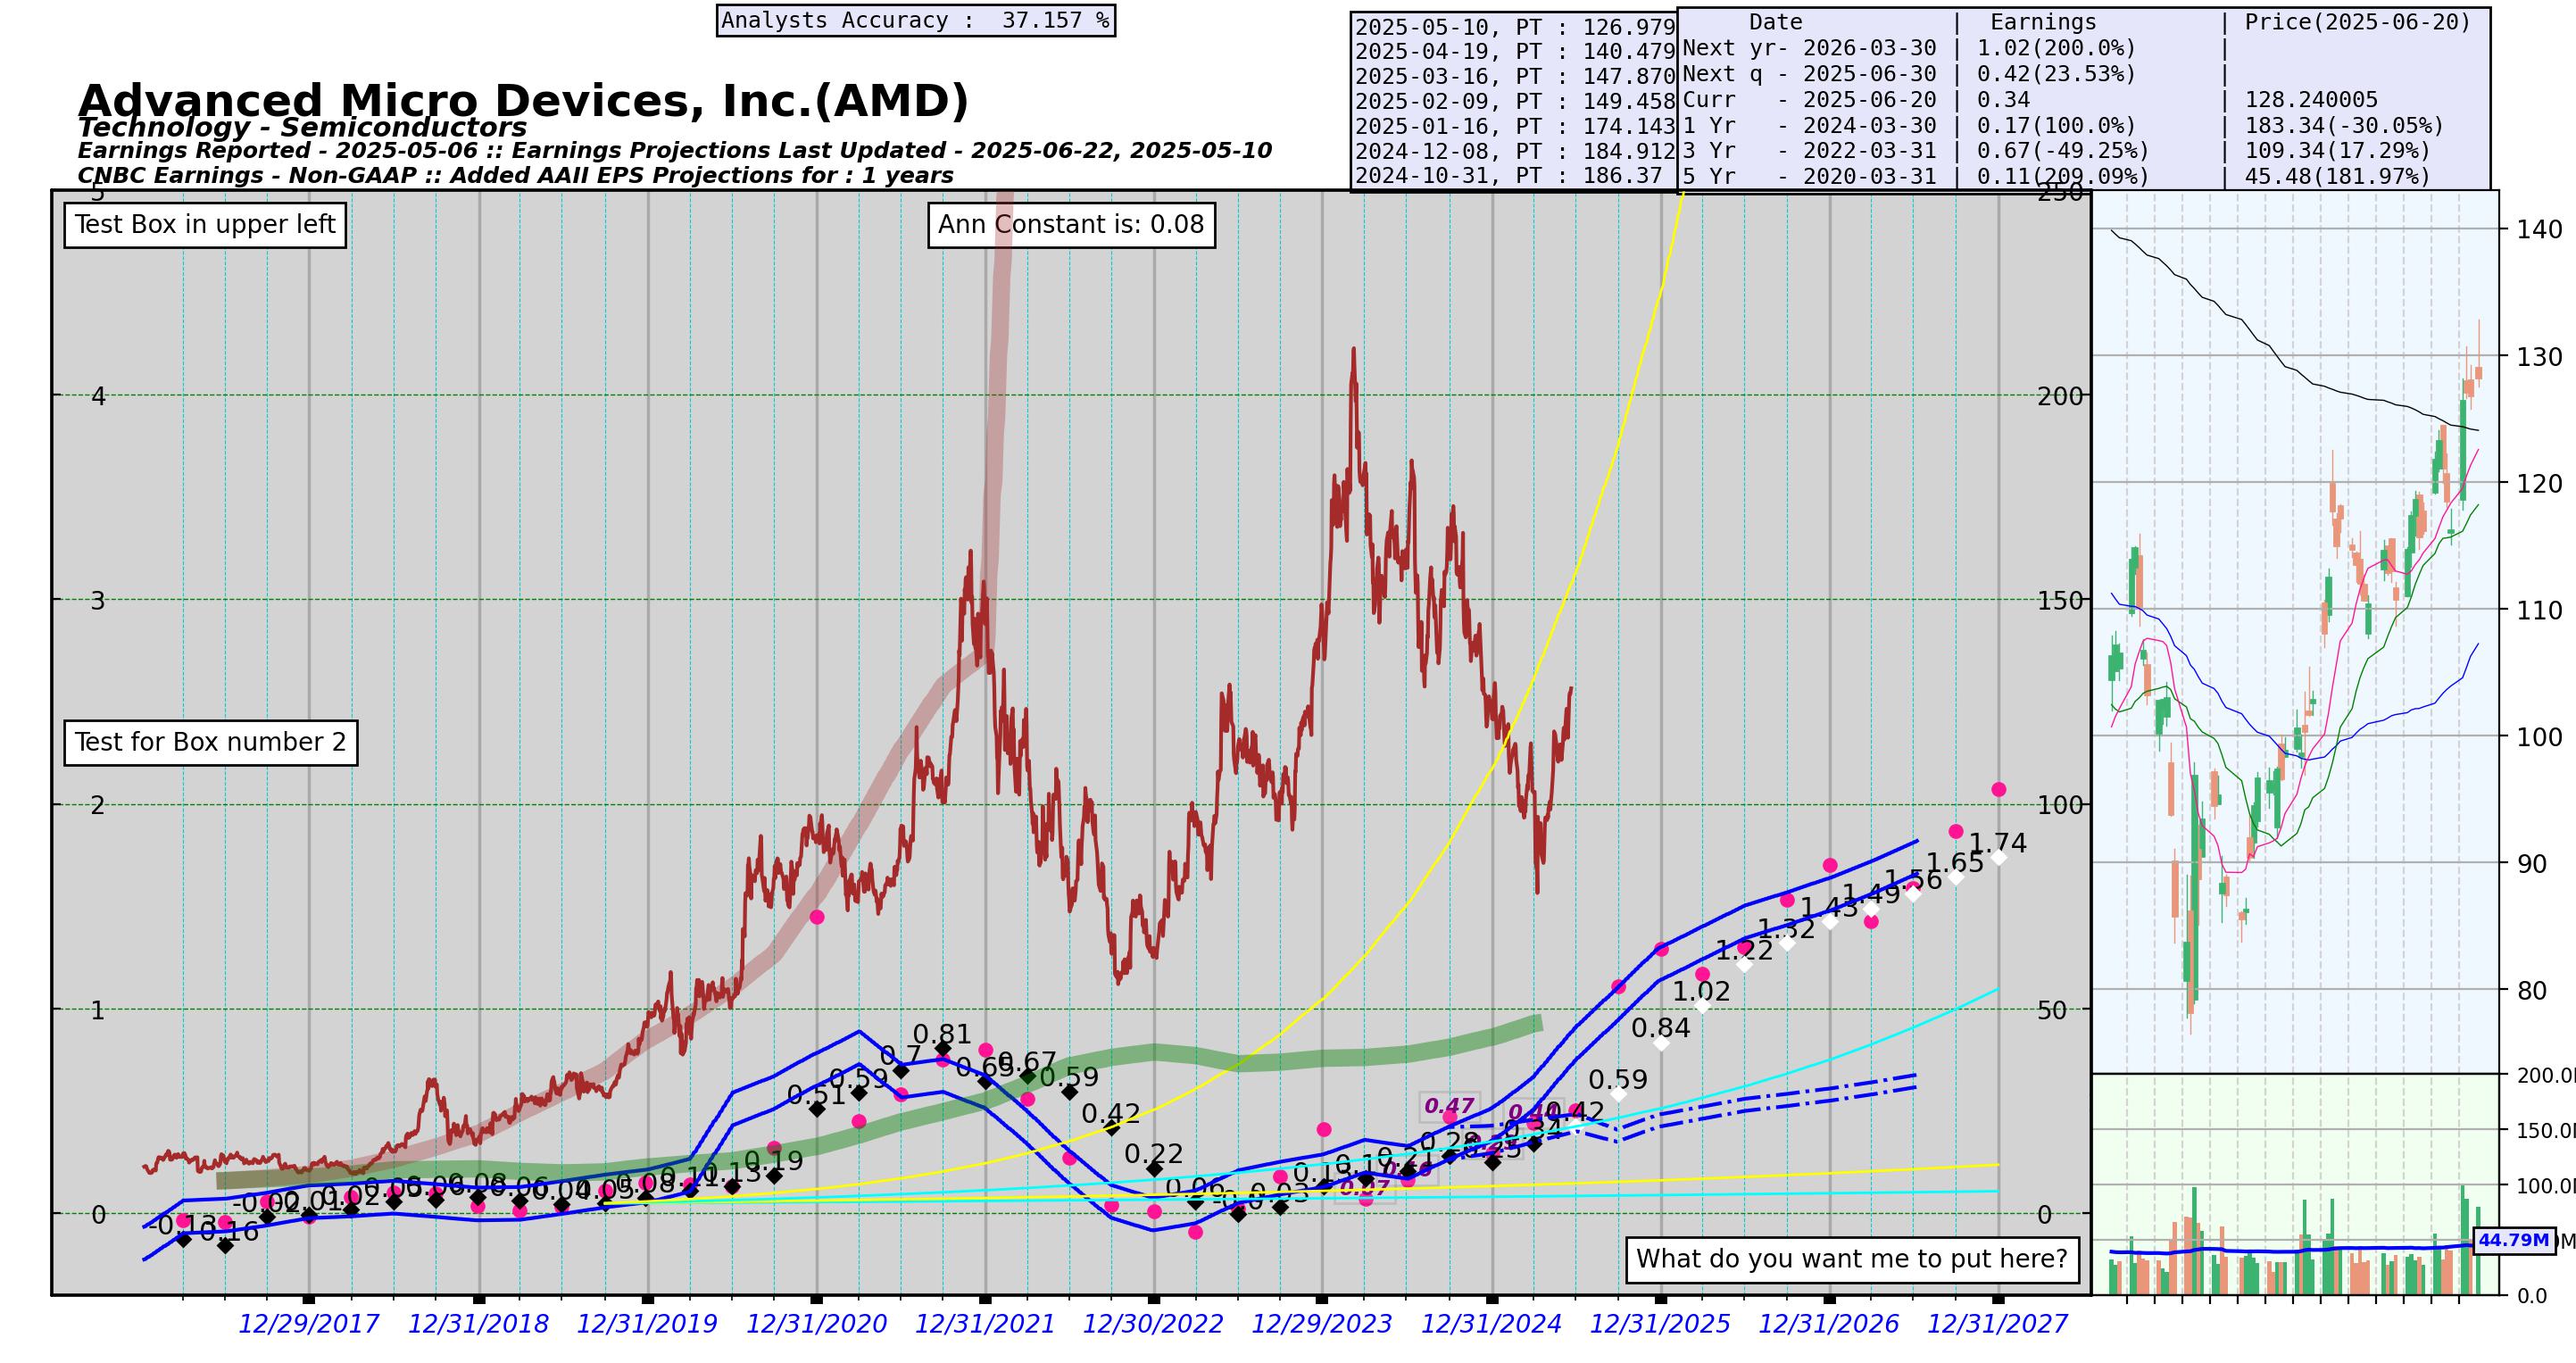 Analysts Accuracy :  37.157 %
2025-05-10, PT : 126.979
2025-04-19, PT : 140.479
2025-03-16, PT : 147.870
2025-02-09, PT : 149.458
2025-01-16, PT : 174.143
2024-12-08, PT : 184.912
2024-10-31, PT : 186.37
Date | Earnings | Price(2025-06-20)
Next yr- 2026-03-30 | 1.02(200.0%) |
Next q - 2025-06-30 | 0.42(23.53%) |
Curr   - 2025-06-20 | 0.34 | 128.240005
1 Yr   - 2024-03-30 | 0.17(100.0%) | 183.34(-30.05%)
3 Yr   - 2022-03-31 | 0.67(-49.25%) | 109.34(17.29%)
5 Yr   - 2020-03-31 | 0.11(209.09%) | 45.48(181.97%)
Advanced Micro Devices, Inc.(AMD)
Technology - Semiconductors
Earnings Reported - 2025-05-06 :: Earnings Projections Last Updated - 2025-06-22, 2025-05-10
CNBC Earnings - Non-GAAP :: Added AAII EPS Projections for : 1 years
Test Box in upper left
Ann Constant is: 0.08
Test for Box number 2
What do you want me to put here?
5
4
3
2
1
0
250
200
150
100
50
0
140
130
120
110
100
90
80
200.0
150.0
100.0
44.79M
0.0
-0.13
0.16
0.51
0.59
0.7
0.81
0.65
0.67
0.59
0.42
0.22
0.19
0.47
0.28
0.42
0.34
0.59
0.84
1.02
1.22
1.32
1.43
1.49
1.56
1.65
1.74
12/29/2017
12/31/2018
12/31/2019
12/31/2020
12/31/2021
12/30/2022
12/29/2023
12/31/2024
12/31/2025
12/31/2026
12/31/2027